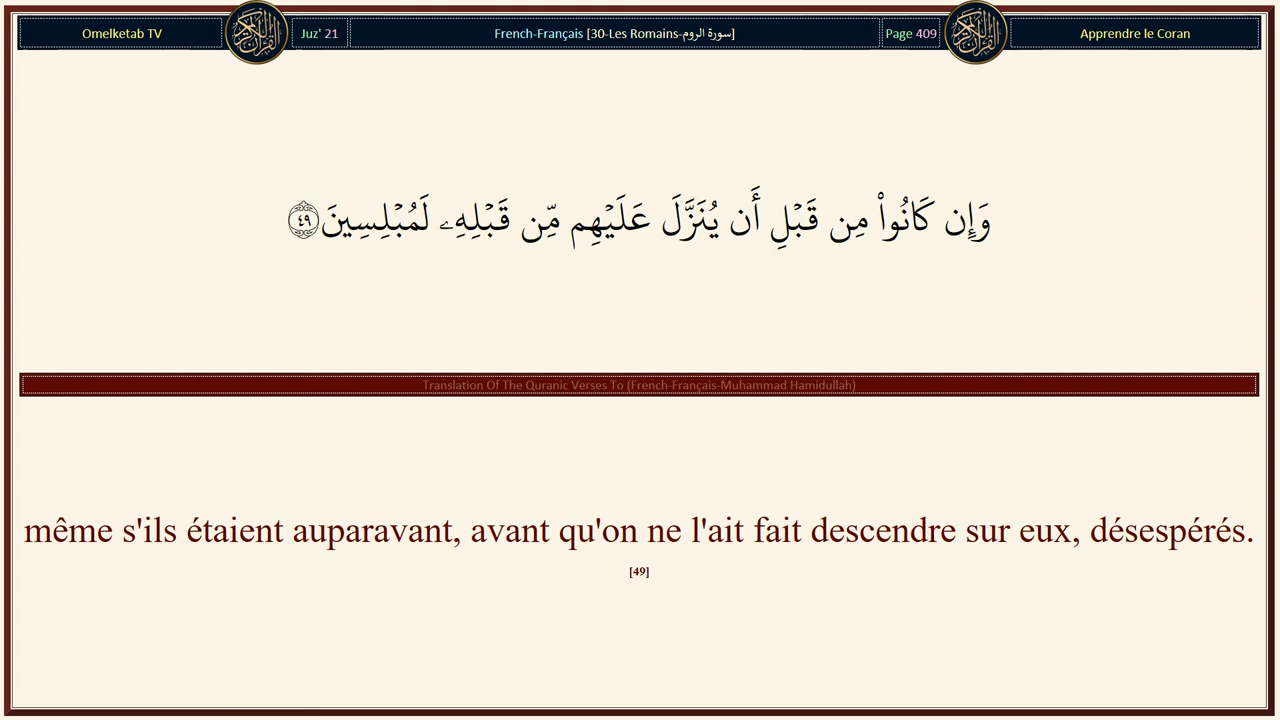 Omelketab TV
Juz' 21
French-Français [30-Les Romains-سورة الروم]
Page 409
Apprendre le Coran
وَإِن كَانُوا۟ مِن قَبْلِ أَن يُنَزَّلَ عَلَيْهِم مِّن قَبْلِهِۦ لَمُبْلِسِينَ ٤٩
Translation Of The Quranic Verses To (French-Français-Muhammad Hamidullah)
même s'ils étaient auparavant, avant qu'on ne l'ait fait descendre sur eux, désespérés.
[49]